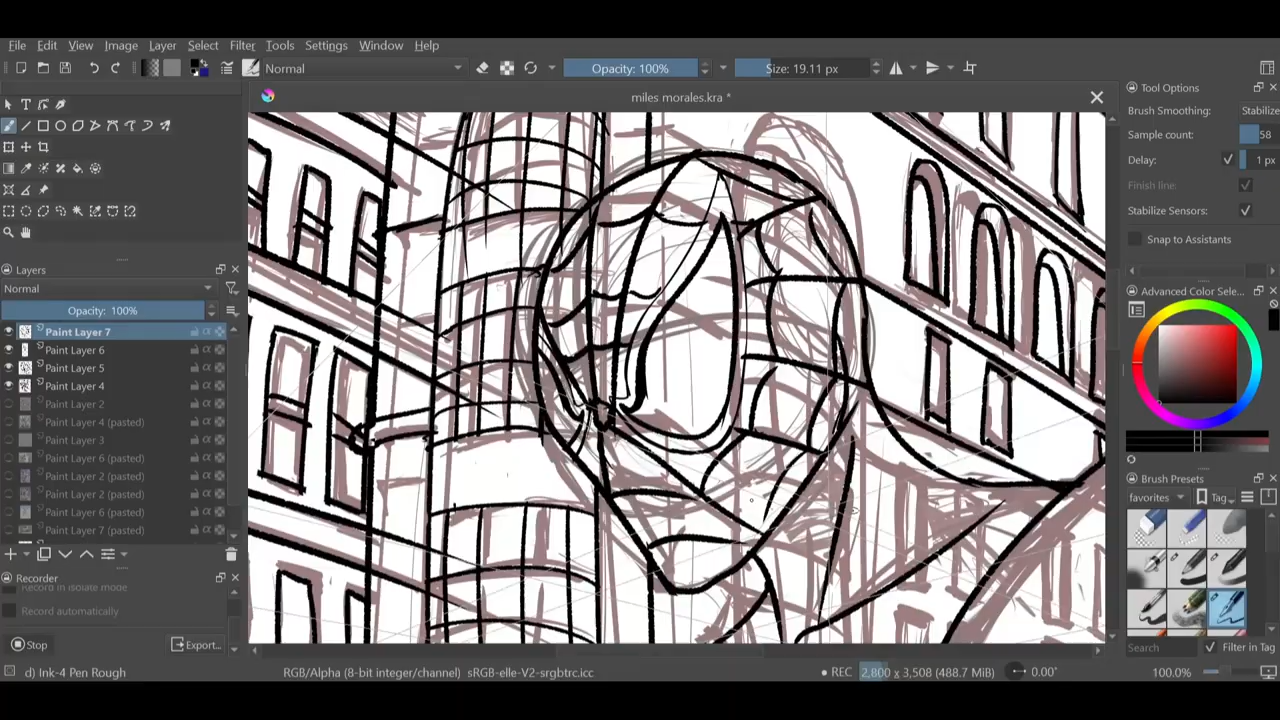 File Edit View Image Layer Select Filter Tools Settings Window Help
Normal Opacity: 100% Size: 19.11 px
miles morales.kra *
Tool Options
Brush Smoothing: Stabilize
Sample count: 58
Delay: 1 px
Finish line:
Stabilize Sensors:
Snap to Assistants
Layers
Normal
Opacity: 100%
Paint Layer 7
Paint Layer 6
Paint Layer 5
Paint Layer 4
Paint Layer 2
Paint Layer 4 (pasted)
Paint Layer 3
Paint Layer 6 (pasted)
Paint Layer 2 (pasted)
Paint Layer 2 (pasted)
Paint Layer 6 (pasted)
Paint Layer 7 (pasted)
Advanced Color Sele...
Brush Presets
favorites Tag
Search Filter in Tag
Recorder
Record in isolate mode
Record automatically
Stop Export...
d) Ink-4 Pen Rough RGB/Alpha (8-bit integer/channel) sRGB-elle-V2-srgbtrc.icc REC 2,800 x 3,508 (488.7 MiB) 0.00° 100.0%